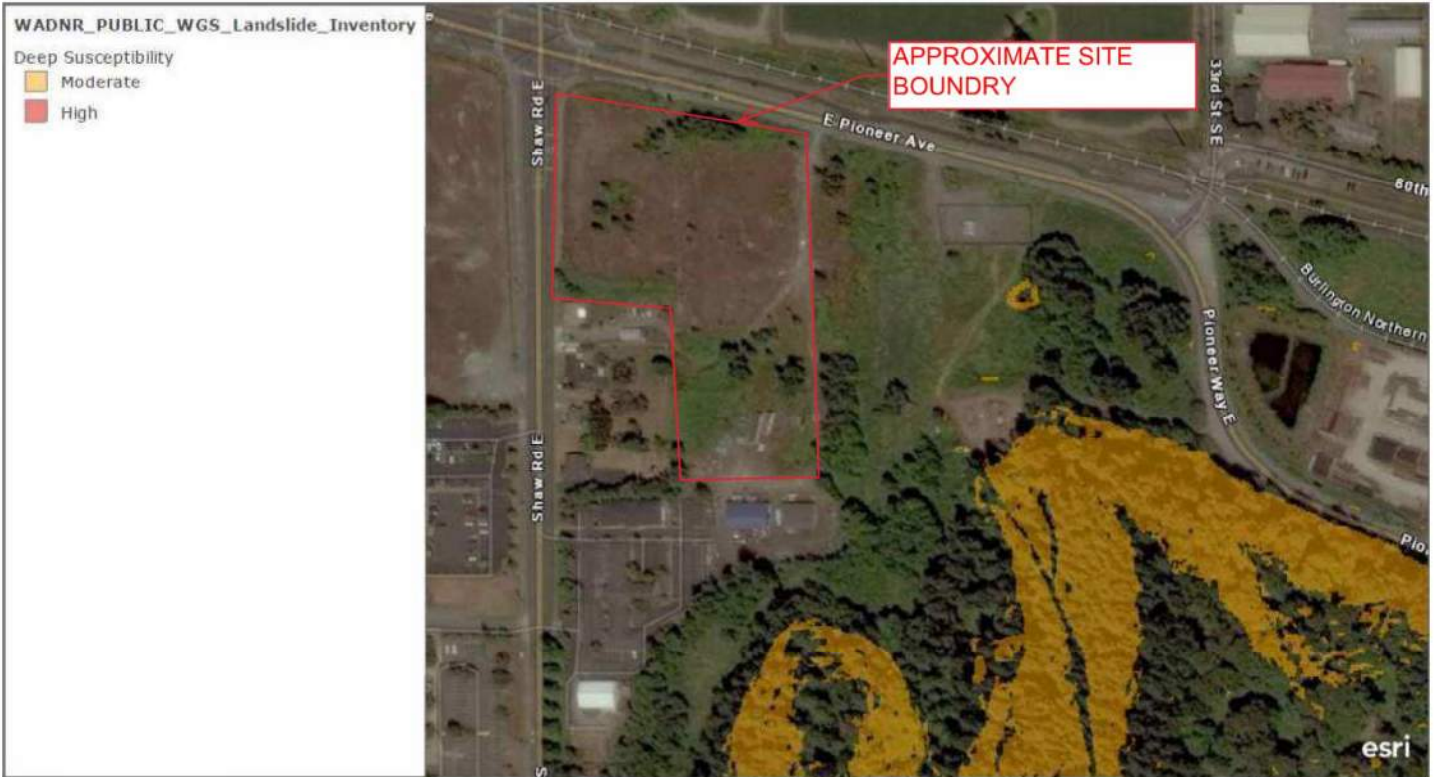 WADNR_PUBLIC_WGS_Landslide_Inventory
Deep Susceptibility
Moderate
High
APPROXIMATE SITE
BOUNDRY
Shaw Rd E
E Pioneer Ave
33rd St SE
80th
Burlington Northern
Pioneer Way E
Shaw Rd E
Pio
S
esri